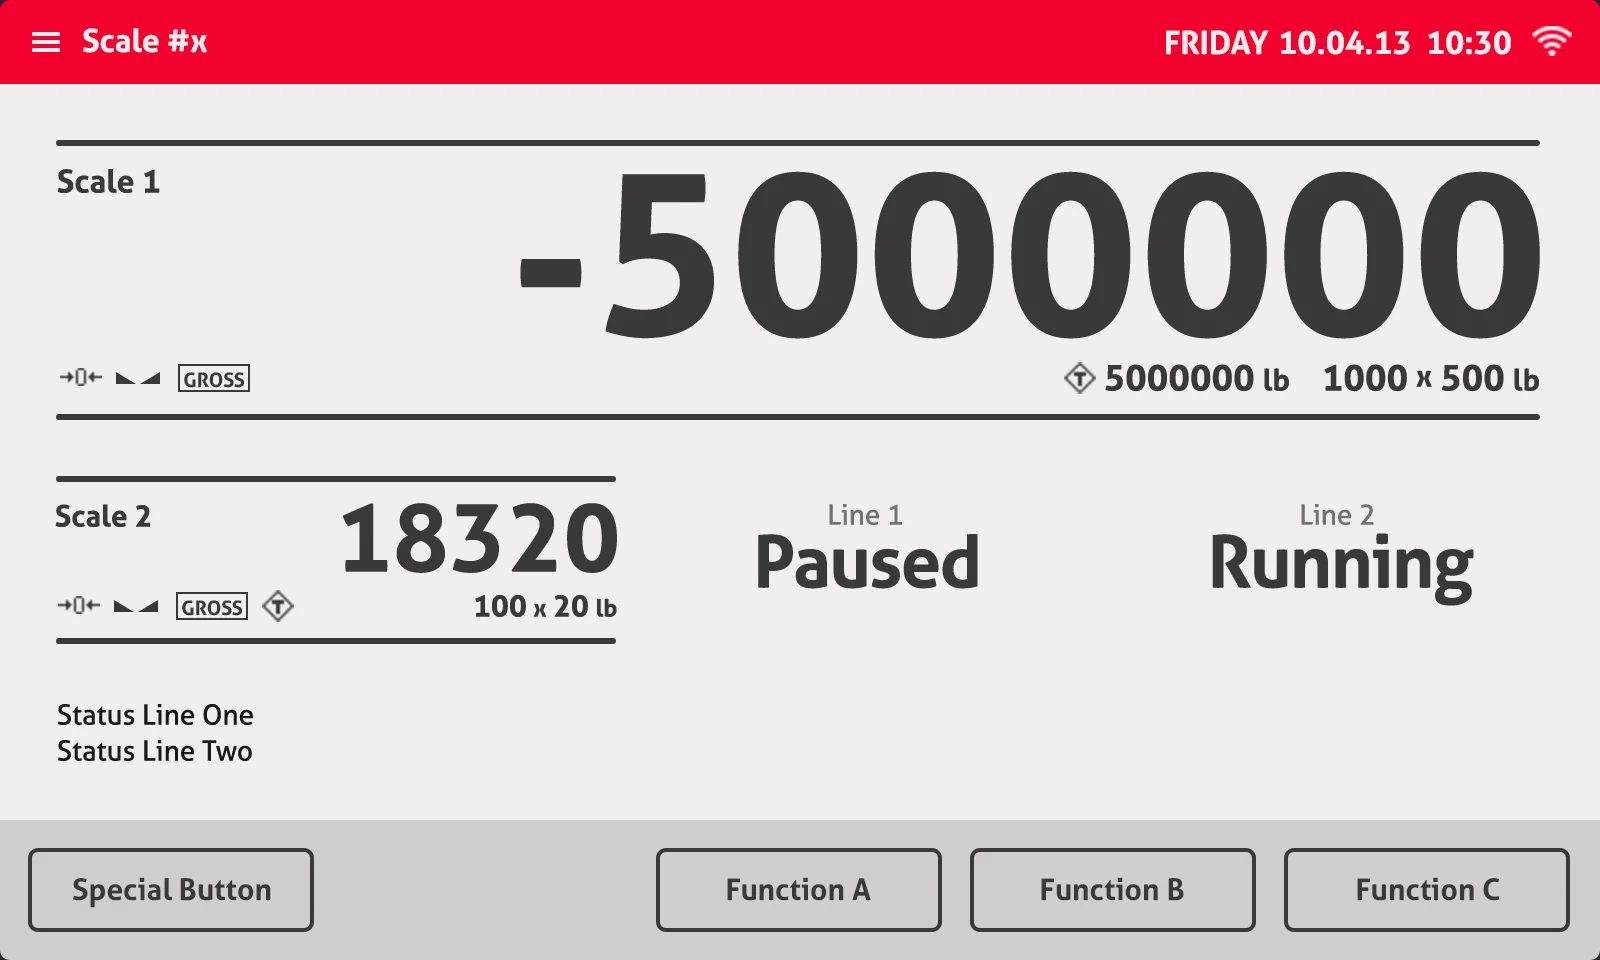 Scale #x
FRIDAY 10.04.13 10:30
Scale 1
-5000000
→0← GROSS
T 5000000 lb 1000 x 500 lb
Scale 2
18320
→0← GROSS T
100 x 20 lb
Line 1
Paused
Line 2
Running
Status Line One
Status Line Two
Special Button
Function A
Function B
Function C